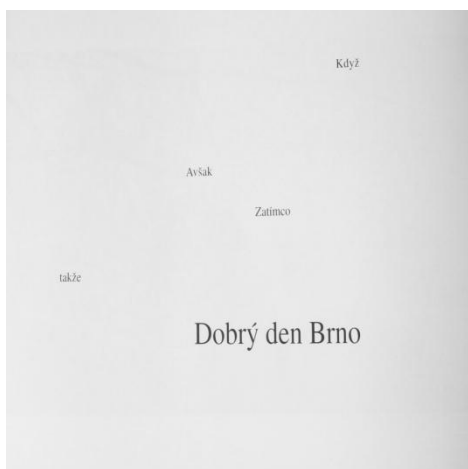 Když
Avšak
Zatímco
takže
Dobrý den Brno